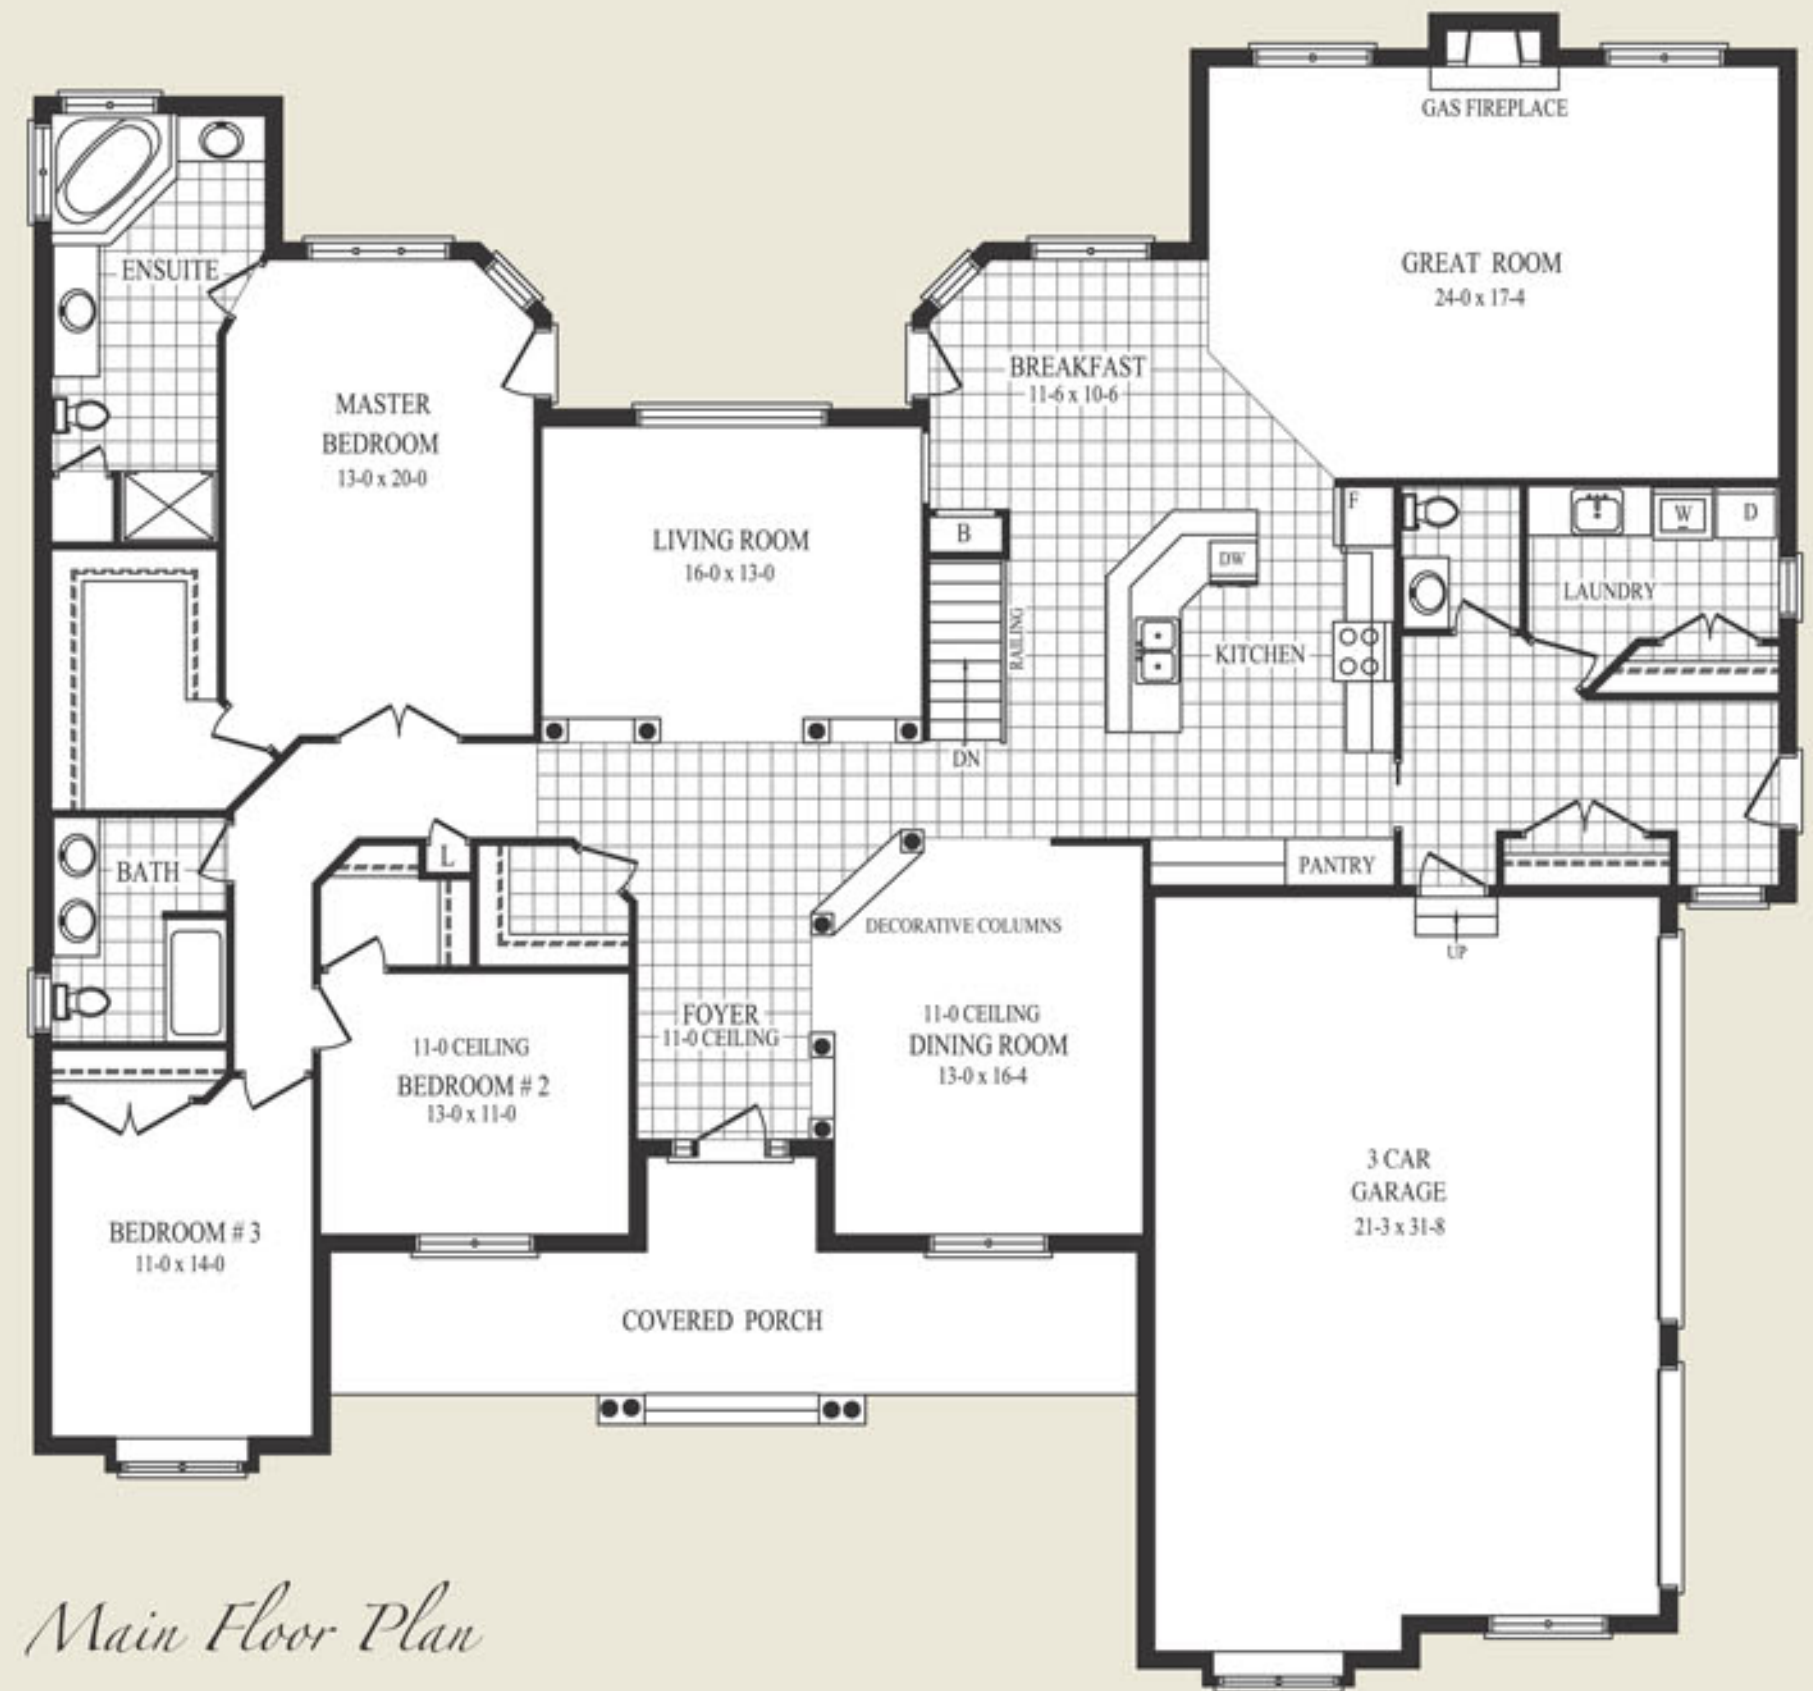 GAS FIREPLACE
GREAT ROOM
24-0 x 17-4
ENSUITE
BREAKFAST
11-6 x 10-6
MASTER
BEDROOM
13-0 x 20-0
LIVING ROOM
16-0 x 13-0
B
F
W
D
DW
LAUNDRY
RAILING
KITCHEN
DN
BATH
L
PANTRY
DECORATIVE COLUMNS
UP
FOYER
11-0 CEILING
11-0 CEILING
DINING ROOM
13-0 x 16-4
11-0 CEILING
BEDROOM # 2
13-0 x 11-0
3 CAR
GARAGE
21-3 x 31-8
BEDROOM # 3
11-0 x 14-0
COVERED PORCH
Main Floor Plan